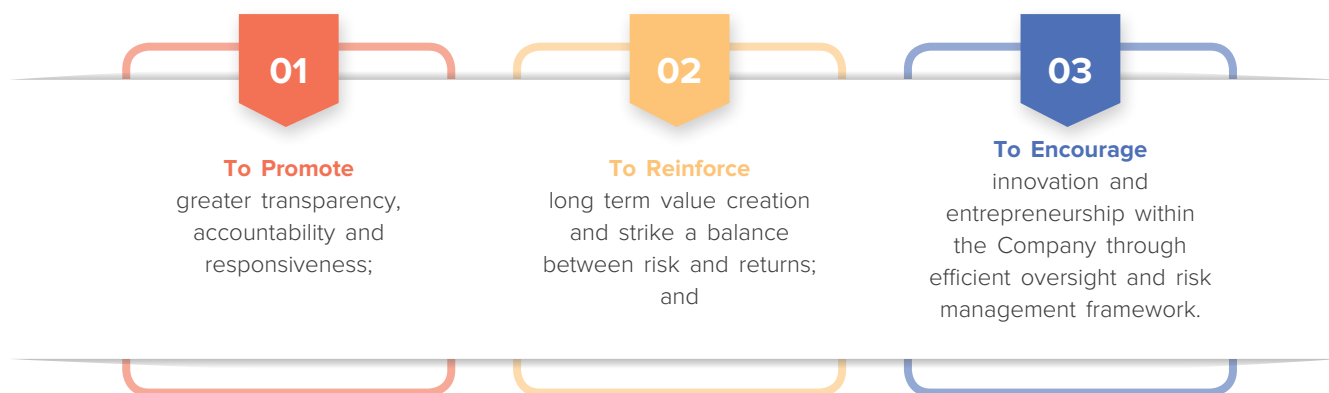 01
To Promote
greater transparency,
accountability and
responsiveness;
02
To Reinforce
long term value creation
and strike a balance
between risk and returns;
and
03
To Encourage
innovation and
entrepreneurship within
the Company through
efficient oversight and risk
management framework.